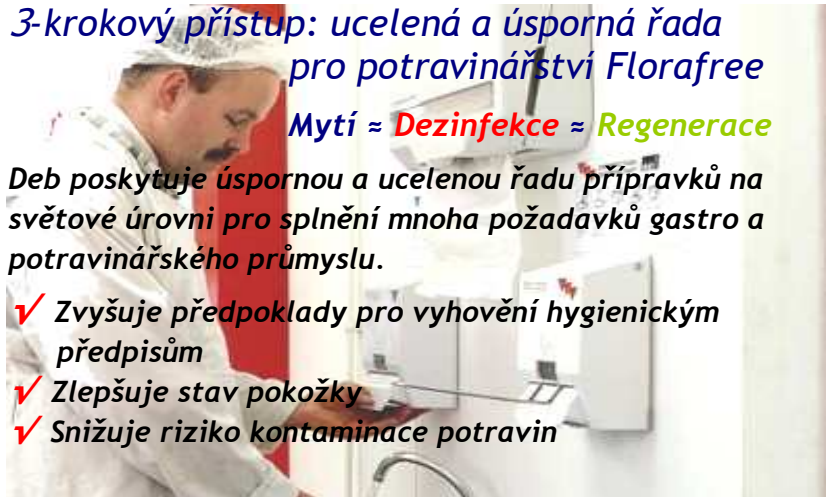 3-krokový přístup: ucelená a úsporná řada
pro potravinářství Florafree
Mytí ≈ Dezinfekce ≈ Regenerace
Deb poskytuje úspornou a ucelenou řadu přípravků na
světové úrovni pro splnění mnoha požadavků gastro a
potravinářského průmyslu.
√ Zvyšuje předpoklady pro vyhovění hygienickým
předpisům
√ Zlepšuje stav pokožky
√ Snižuje riziko kontaminace potravin